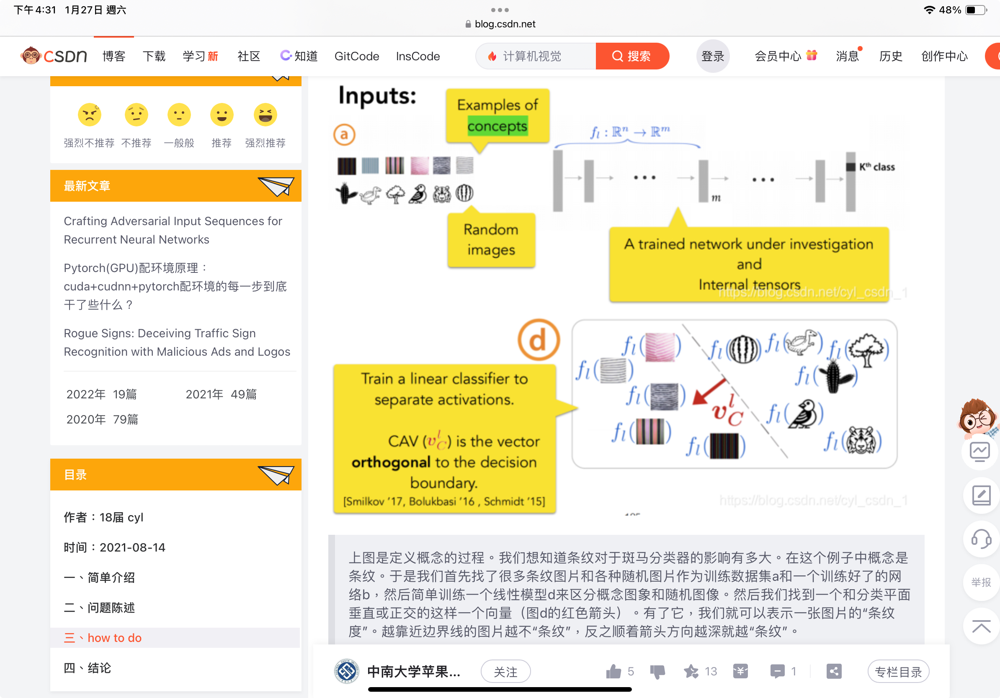 下午4:31 1月27日 週六
48%
blog.csdn.net
CSDN 博客 下载 学习 新 社区 知道 GitCode InsCode 计算机视觉 搜索 登录 会员中心 消息 历史 创作中心
强烈不推荐 不推荐 一般般 推荐 强烈推荐
最新文章
Crafting Adversarial Input Sequences for
Recurrent Neural Networks
Pytorch(GPU)配环境原理：
cuda+cudnn+pytorch配环境的每一步到底
干了些什么？
Rogue Signs: Deceiving Traffic Sign
Recognition with Malicious Ads and Logos
2022年 19篇 2021年 49篇
2020年 79篇
目录
作者：18届 cyl
时间：2021-08-14
一、简单介绍
二、问题陈述
三、how to do
四、结论
Inputs:
a
Examples of
concepts
Random
images
f_l : ℝⁿ → ℝᵐ
Kth class
m
A trained network under investigation
and
Internal tensors
https://blog.csdn.net/cyl_csdn_1
d
f_l( ) f_l( ) f_l( ) f_l( )
f_l( ) f_l( )
f_l( ) v_C^l f_l( )
f_l( ) f_l( ) f_l( )
Train a linear classifier to
separate activations.
CAV (v_C^l) is the vector
orthogonal to the decision
boundary.
[Smilkov '17, Bolukbasi '16 , Schmidt '15]
https://blog.csdn.net/cyl_csdn_1
上图是定义概念的过程。我们想知道条纹对于斑马分类器的影响有多大。在这个例子中概念是
条纹。于是我们首先找了很多条纹图片和各种随机图片作为训练数据集a和一个训练好了的网
络b，然后简单训练一个线性模型d来区分概念图象和随机图像。然后我们找到一个和分类平面
垂直或正交的这样一个向量（图d的红色箭头）。有了它，我们就可以表示一张图片的“条纹
度”。越靠近边界线的图片越不“条纹”，反之顺着箭头方向越深就越“条纹”。
举报
中南大学苹果... 关注 5 13 1 专栏目录